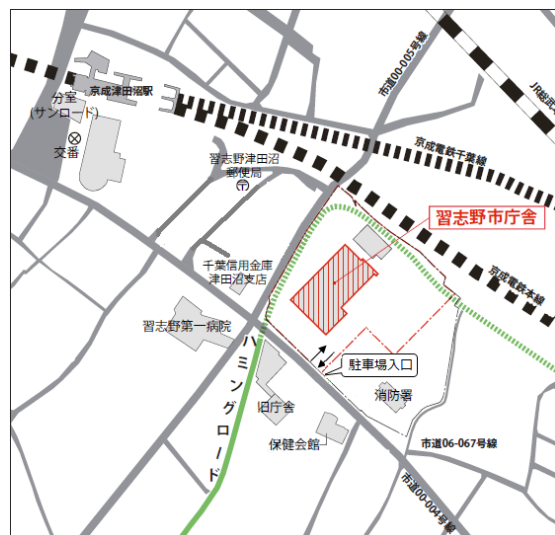 市道00-005号線
JR総武本
京成津田沼駅
分室
(サンロード)
交番
京成電鉄千葉線
習志野津田沼
郵便局
習志野市庁舎
京成電鉄本線
千葉信用金庫
津田沼支店
習志野第一病院
ハミングロード
駐車場入口
消防署
旧庁舎
保健会館
市道06-067号線
市道00-004号線